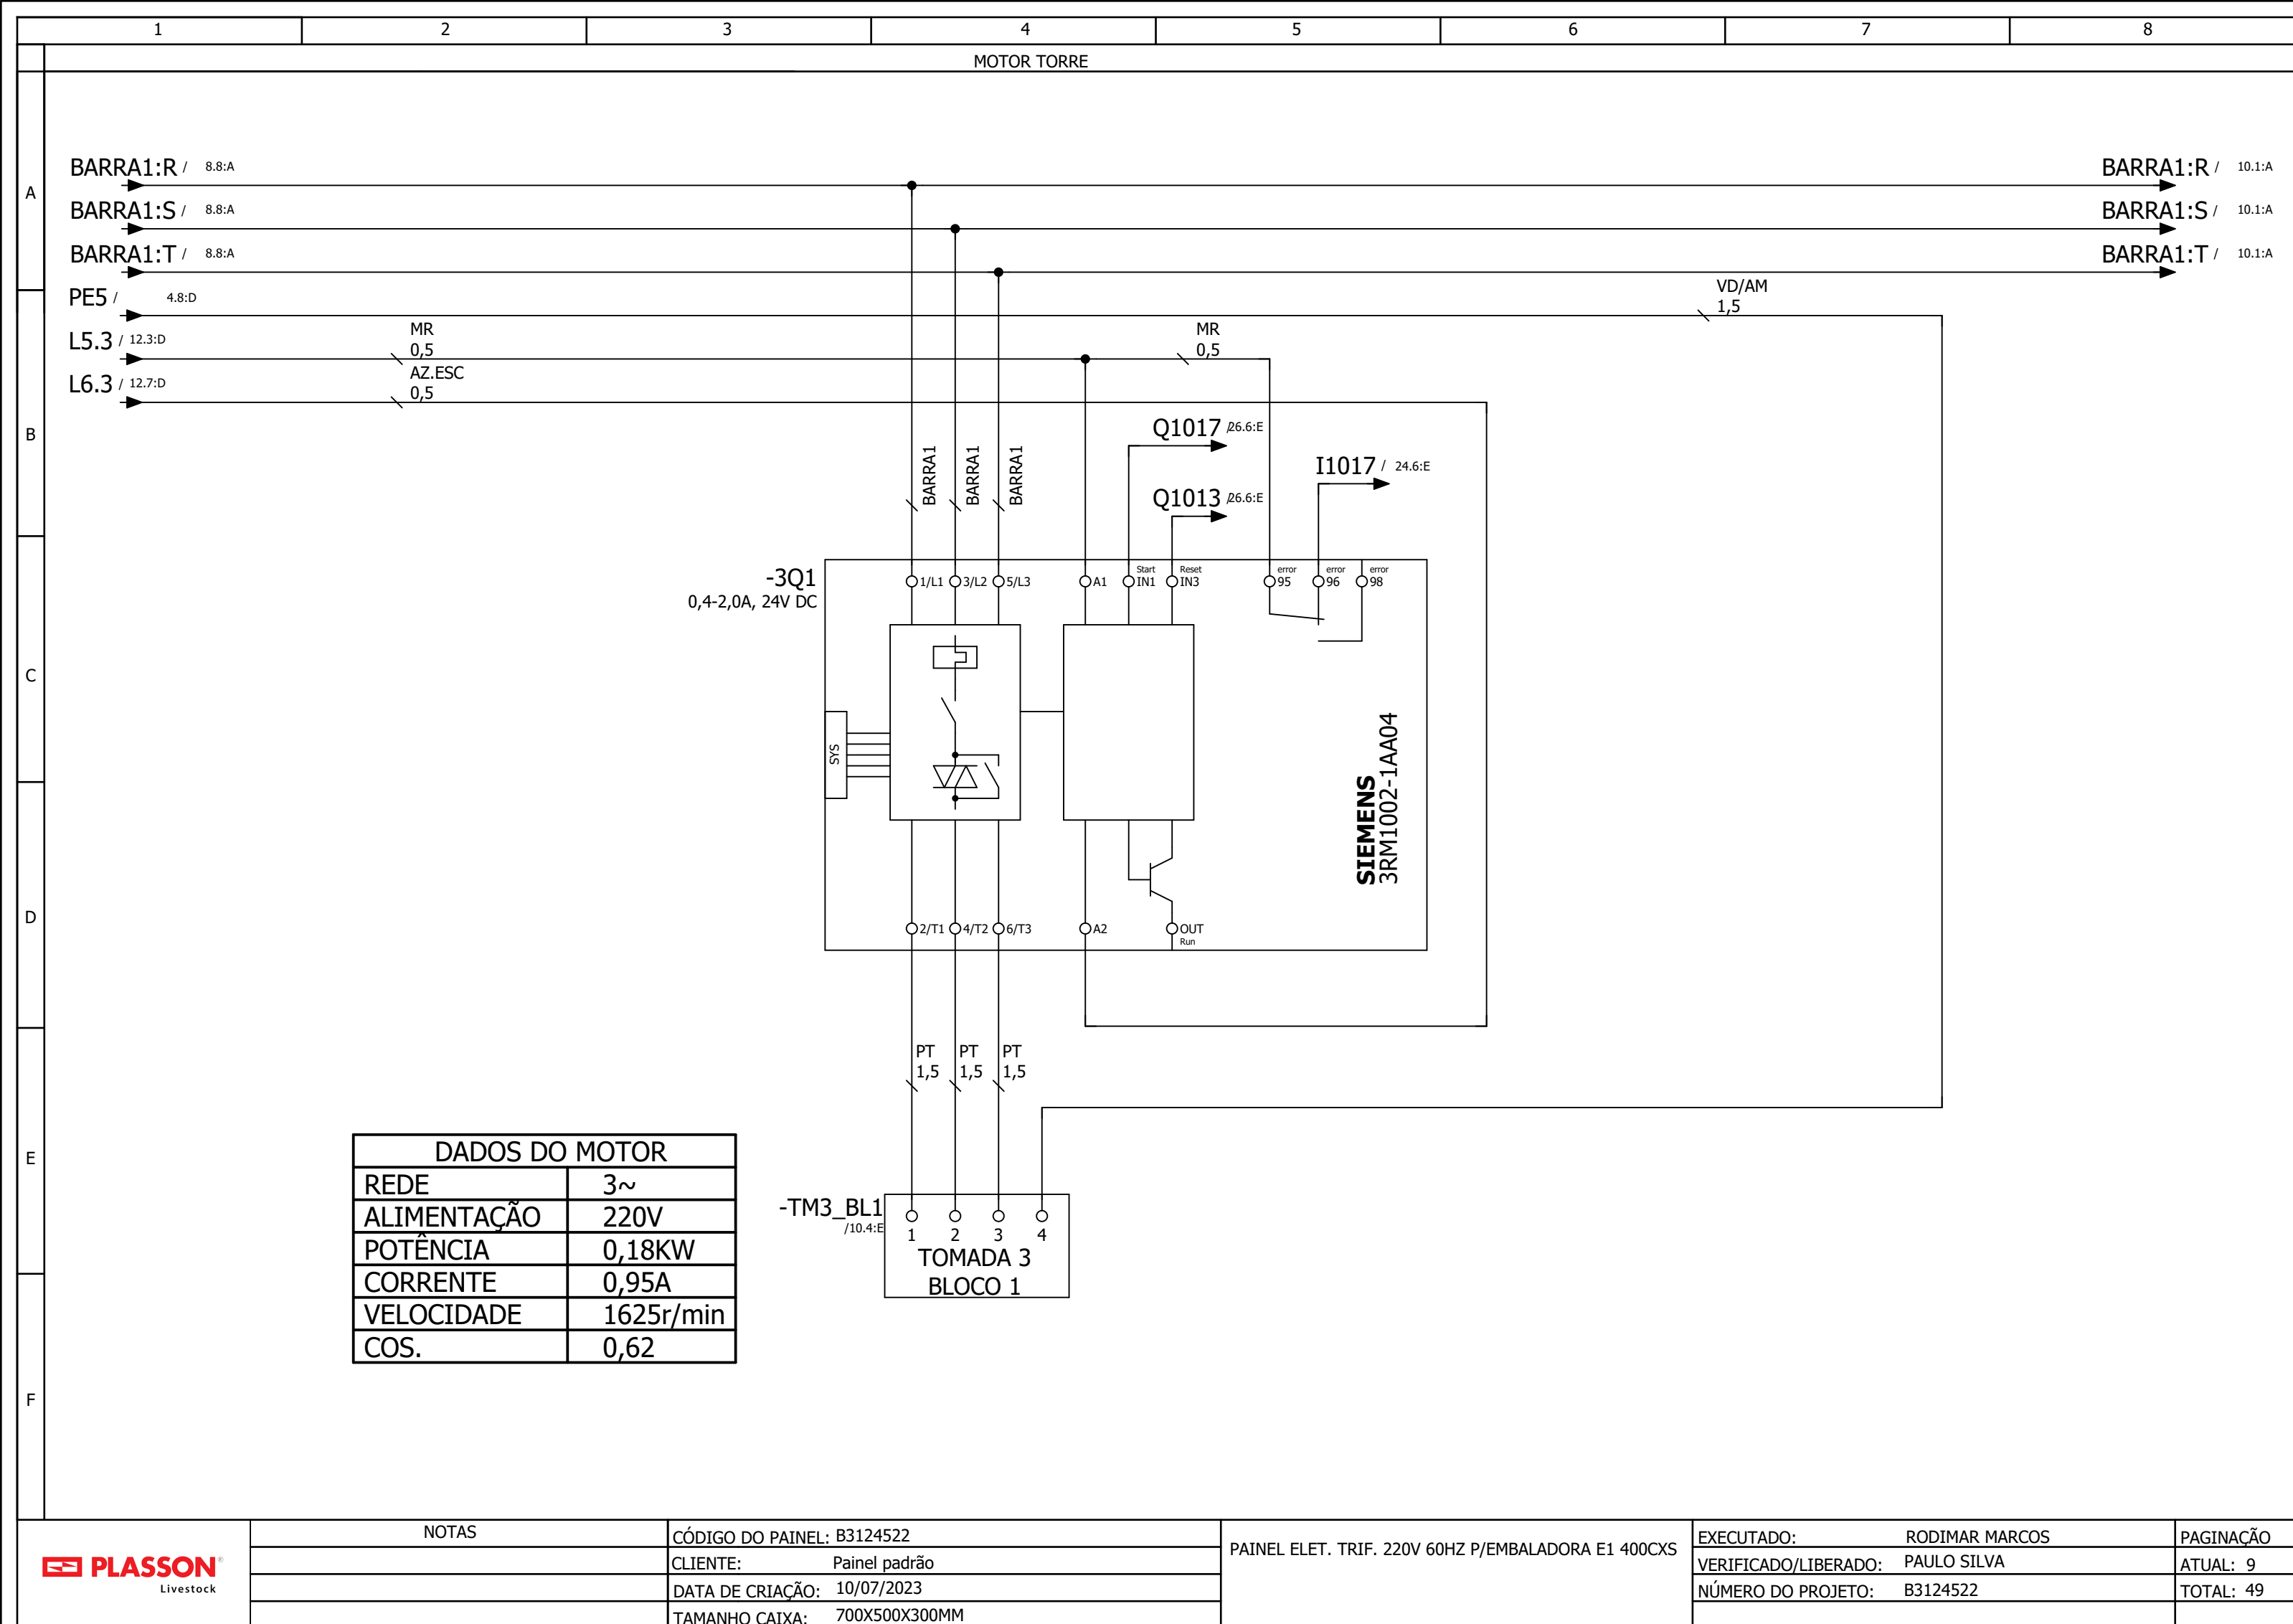 1 2 3 4 5 6 7 8
MOTOR TORRE
A
B
C
D
E
F
BARRA1:R / 8.8:A
BARRA1:R / 10.1:A
BARRA1:S / 8.8:A
BARRA1:S / 10.1:A
BARRA1:T / 8.8:A
BARRA1:T / 10.1:A
PE5 / 4.8:D
VD/AM
1,5
L5.3 / 12.3:D
MR
0,5
MR
0,5
L6.3 / 12.7:D
AZ.ESC
0,5
BARRA1
BARRA1
BARRA1
Q1017 /26.6:E
I1017 / 24.6:E
Q1013 /26.6:E
-3Q1
0,4-2,0A, 24V DC
1/L1 3/L2 5/L3
A1
Start
IN1
Reset
IN3
error
95
error
96
error
98
SYS
SIEMENS
3RM1002-1AA04
2/T1 4/T2 6/T3 A2 OUT
Run
PT
1,5
PT
1,5
PT
1,5
-TM3_BL1
/10.4:E
1 2 3 4
TOMADA 3
BLOCO 1
DADOS DO MOTOR
REDE 3~
ALIMENTAÇÃO 220V
POTÊNCIA 0,18KW
CORRENTE 0,95A
VELOCIDADE 1625r/min
COS. 0,62
PLASSON®
Livestock
NOTAS
CÓDIGO DO PAINEL: B3124522
CLIENTE: Painel padrão
DATA DE CRIAÇÃO: 10/07/2023
TAMANHO CAIXA: 700X500X300MM
PAINEL ELET. TRIF. 220V 60HZ P/EMBALADORA E1 400CXS
EXECUTADO: RODIMAR MARCOS
VERIFICADO/LIBERADO: PAULO SILVA
NÚMERO DO PROJETO: B3124522
PAGINAÇÃO
ATUAL: 9
TOTAL: 49